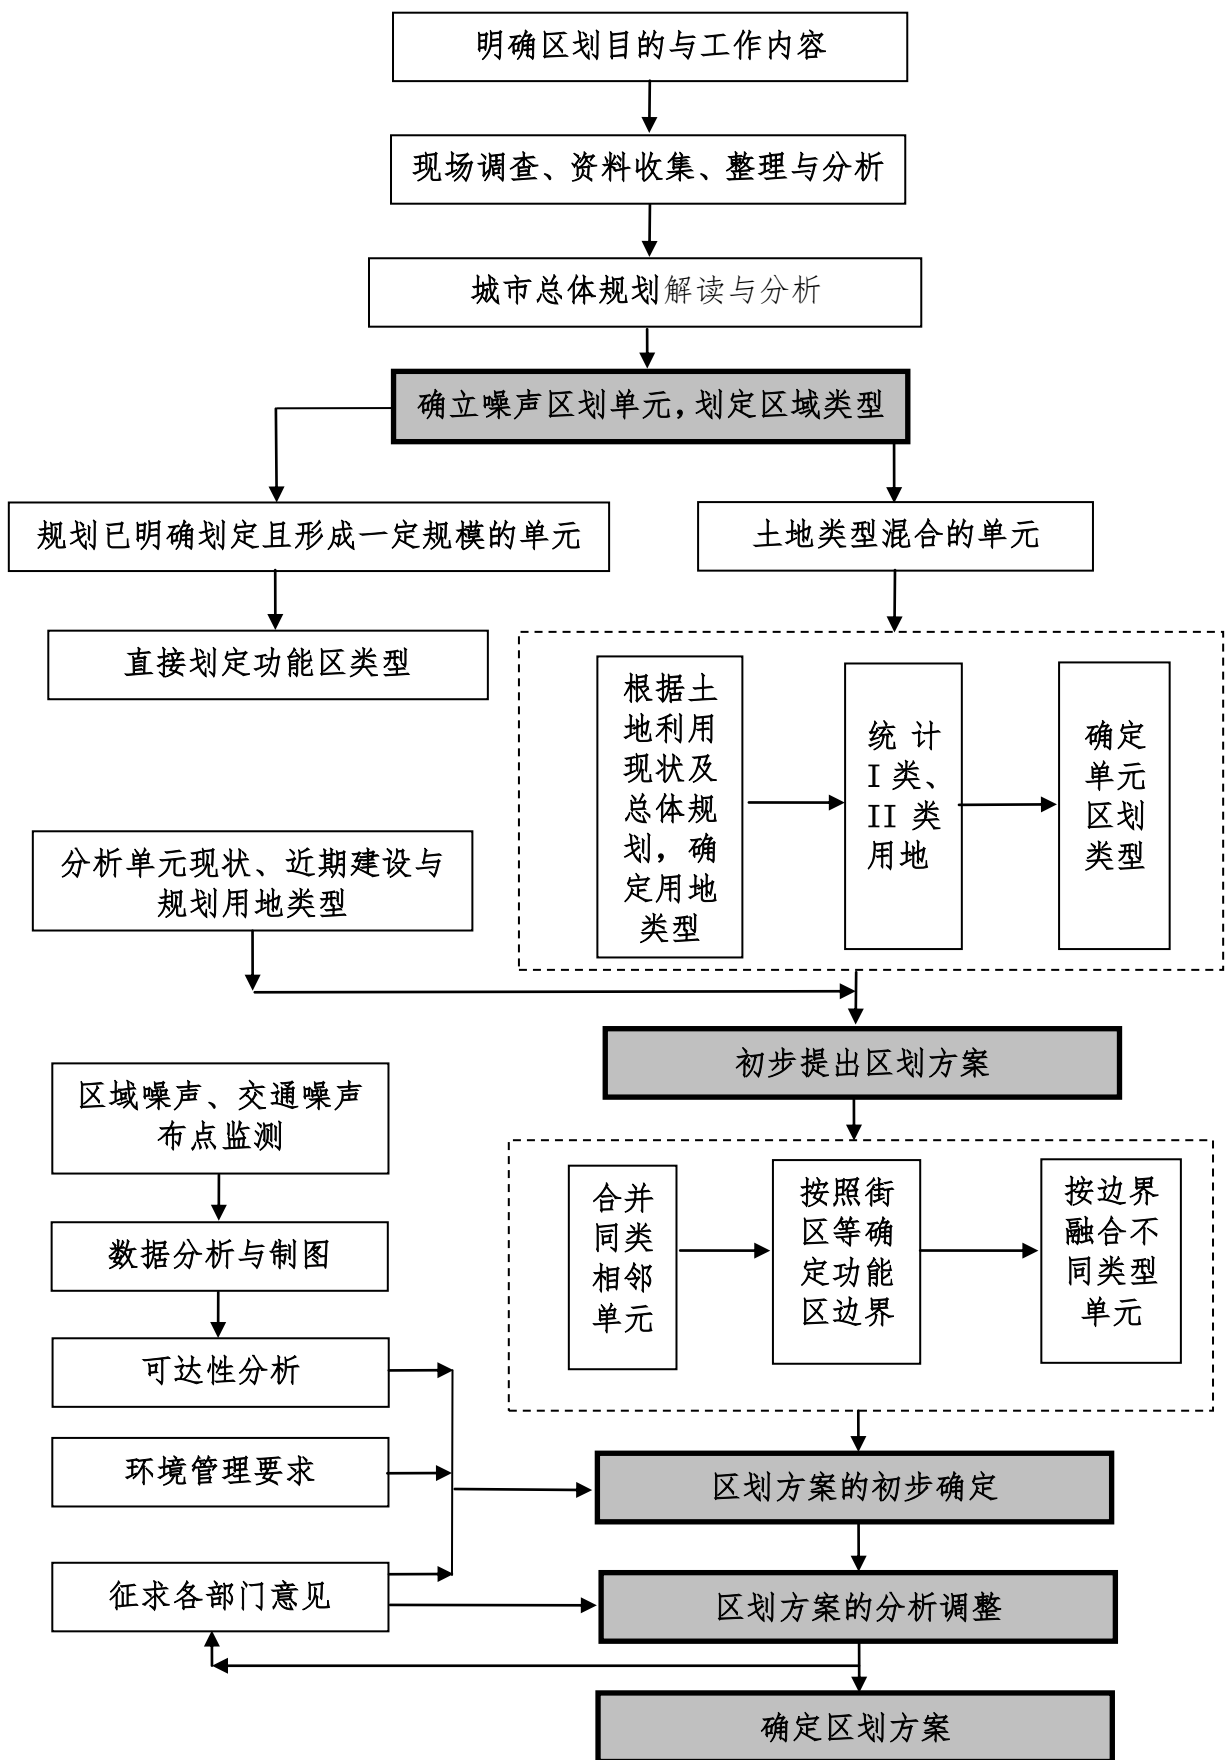 明确区划目的与工作内容
现场调查、资料收集、整理与分析
城市总体规划解读与分析
确立噪声区划单元，划定区域类型
规划已明确划定且形成一定规模的单元
土地类型混合的单元
直接划定功能区类型
根据土
地利用
现状及
总体规
划，确
定用地
类型
统 计
I 类、
II 类
用地
确定
单元
区划
类型
分析单元现状、近期建设与
规划用地类型
初步提出区划方案
区域噪声、交通噪声
布点监测
数据分析与制图
可达性分析
环境管理要求
征求各部门意见
合并
同类
相邻
单元
按照街
区等确
定功能
区边界
按边界
融合不
同类型
单元
区划方案的初步确定
区划方案的分析调整
确定区划方案